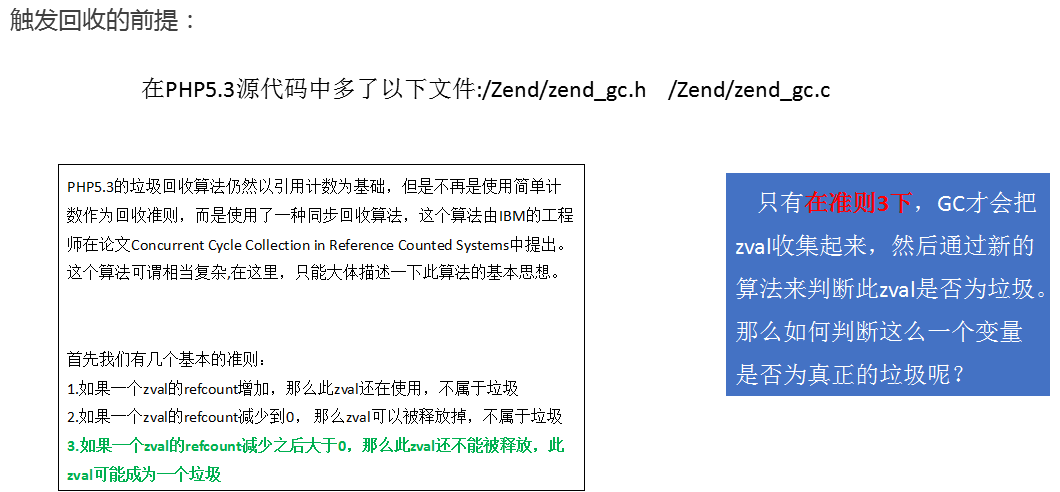 触发回收的前提：
在PHP5.3源代码中多了以下文件:/Zend/zend_gc.h /Zend/zend_gc.c
PHP5.3的垃圾回收算法仍然以引用计数为基础，但是不再是使用简单计
数作为回收准则，而是使用了一种同步回收算法，这个算法由IBM的工程
师在论文Concurrent Cycle Collection in Reference Counted Systems中提出。
这个算法可谓相当复杂,在这里，只能大体描述一下此算法的基本思想。
首先我们有几个基本的准则：
1.如果一个zval的refcount增加，那么此zval还在使用，不属于垃圾
2.如果一个zval的refcount减少到0， 那么zval可以被释放掉，不属于垃圾
3.如果一个zval的refcount减少之后大于0，那么此zval还不能被释放，此
zval可能成为一个垃圾
只有在准则3下，GC才会把
zval收集起来，然后通过新的
算法来判断此zval是否为垃圾。
那么如何判断这么一个变量
是否为真正的垃圾呢？